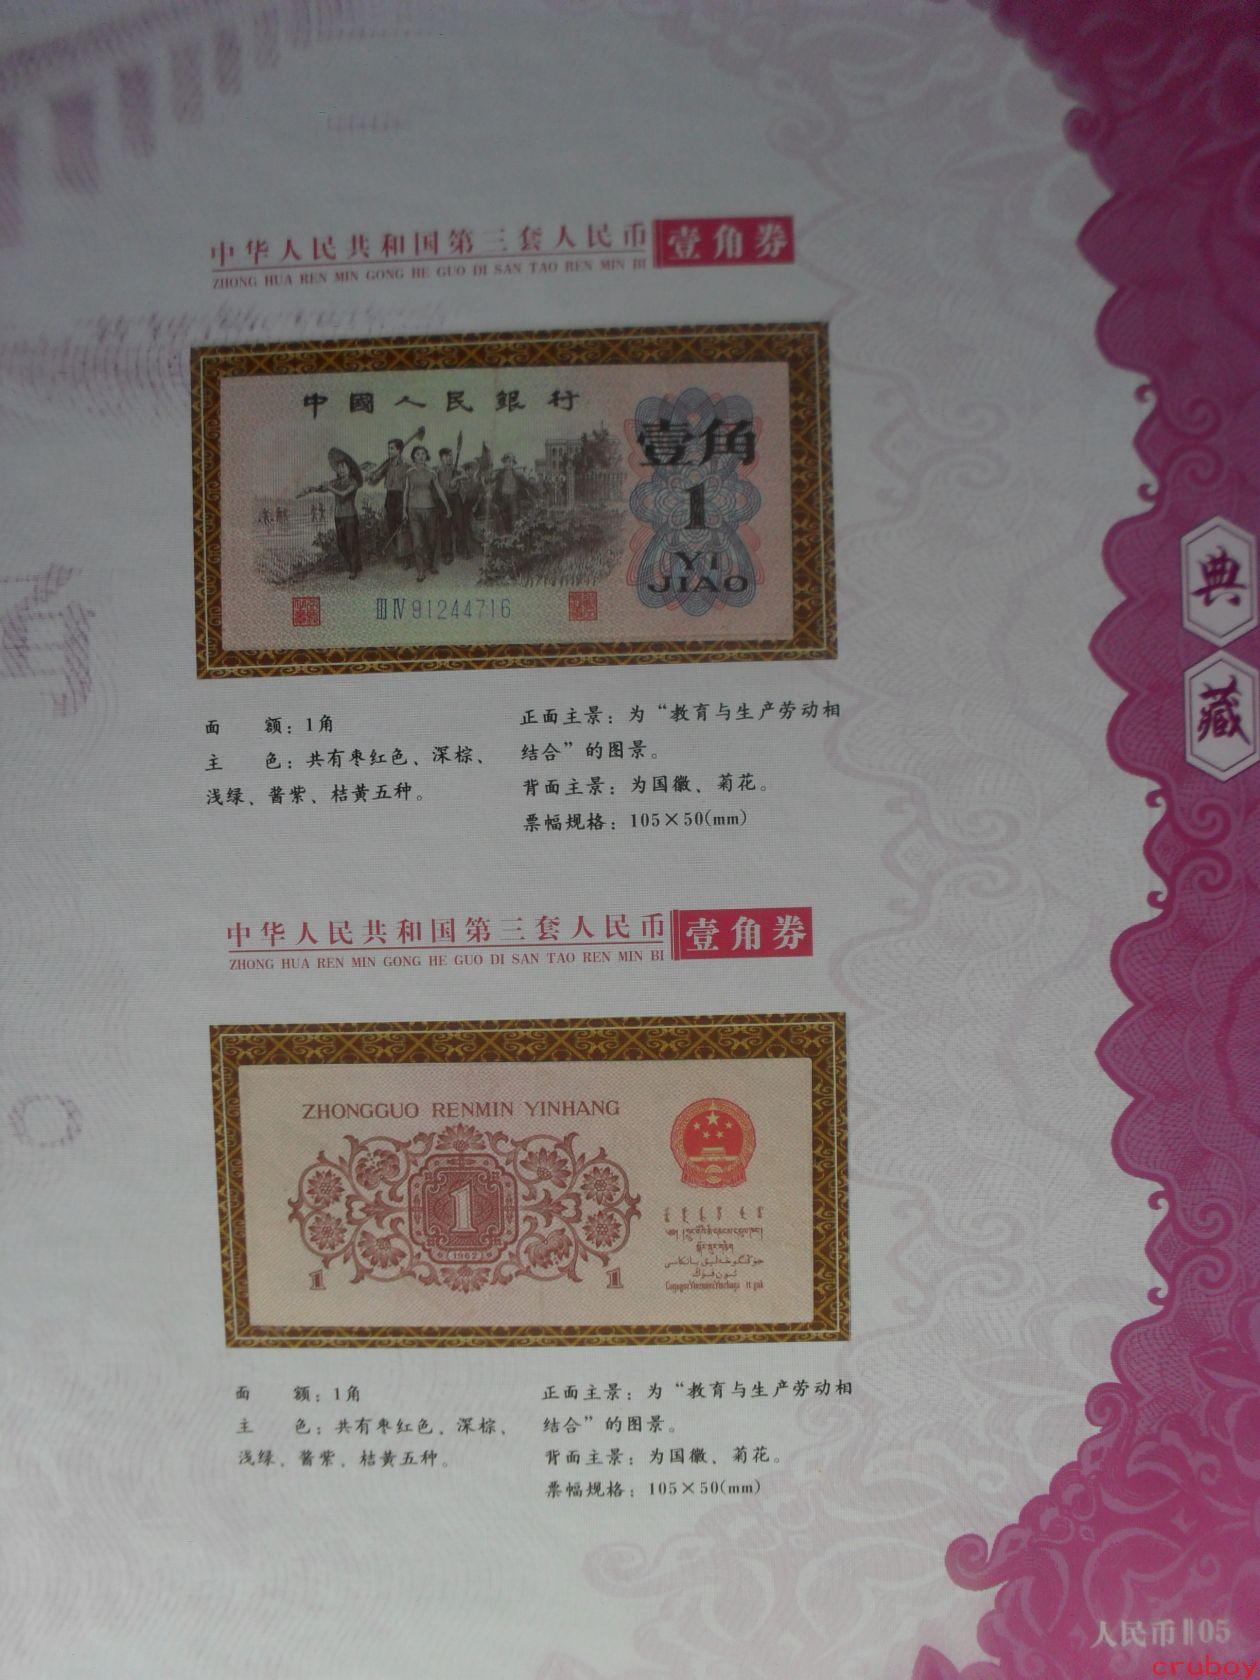 中华人民共和国第三套人民币 壹角券
ZHONG HUA REN MIN GONG HE GUO DI SAN TAO REN MIN BI
中國人民銀行
壹角
1
YI
JIAO
ⅢⅣ91244716
面 额：1角
主 色：共有枣红色、深棕、
浅绿、酱紫、桔黄五种。
正面主景：为“教育与生产劳动相
结合”的图景。
背面主景：为国徽、菊花。
票幅规格：105×50(mm)
中华人民共和国第三套人民币 壹角券
ZHONG HUA REN MIN GONG HE GUO DI SAN TAO REN MIN BI
ZHONGGUO RENMIN YINHANG
1
1962
1 1
面 额：1角
主 色：共有枣红色、深棕、
浅绿、酱紫、桔黄五种。
正面主景：为“教育与生产劳动相
结合”的图景。
背面主景：为国徽、菊花。
票幅规格：105×50(mm)
典
藏
人民币 05
cruboy